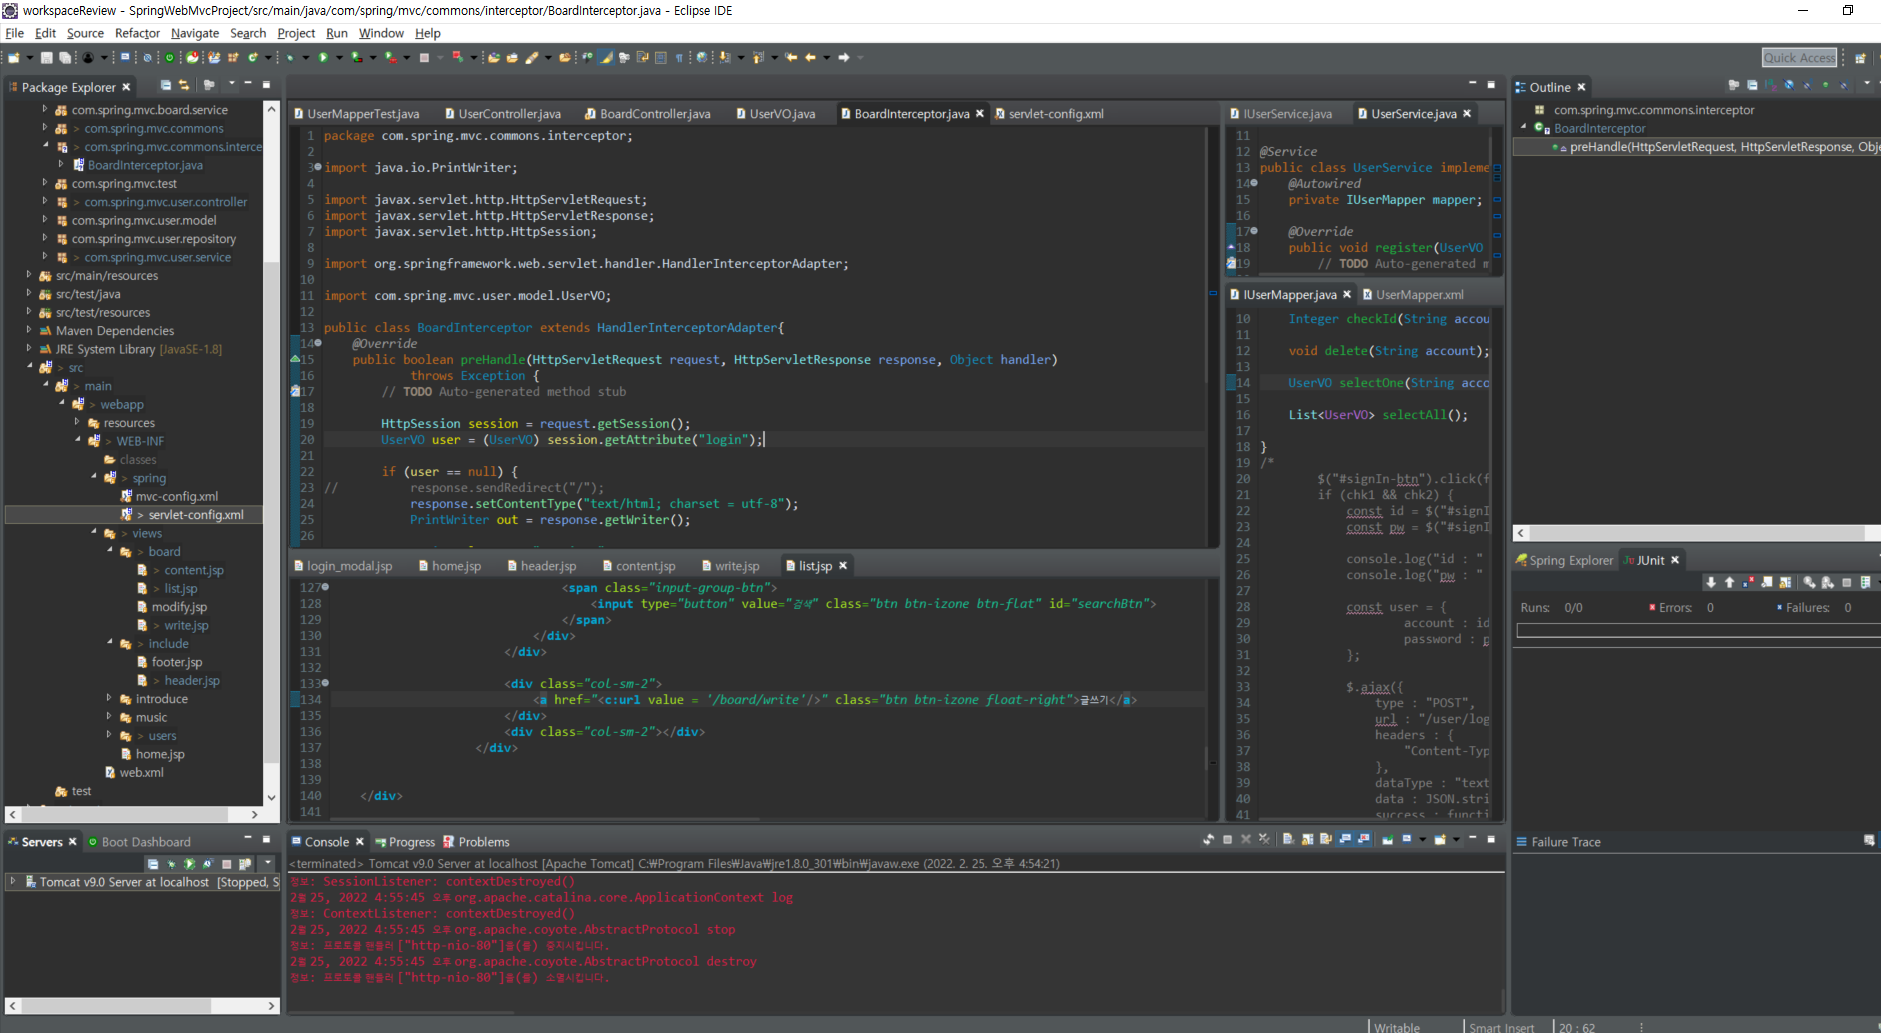 workspaceReview - SpringWebMvcProject/src/main/java/com/spring/mvc/commons/interceptor/BoardInterceptor.java - Eclipse IDE
File Edit Source Refactor Navigate Search Project Run Window Help
Quick Access
Package Explorer
com.spring.mvc.board.service
> com.spring.mvc.commons
> com.spring.mvc.commons.interce
BoardInterceptor.java
com.spring.mvc.test
> com.spring.mvc.user.controller
com.spring.mvc.user.model
com.spring.mvc.user.repository
> com.spring.mvc.user.service
src/main/resources
src/test/java
src/test/resources
Maven Dependencies
JRE System Library [JavaSE-1.8]
> src
> main
> webapp
resources
> WEB-INF
classes
> spring
mvc-config.xml
> servlet-config.xml
> views
> board
> content.jsp
> list.jsp
modify.jsp
> write.jsp
> include
footer.jsp
> header.jsp
introduce
music
> users
home.jsp
web.xml
test
UserMapperTest.java UserController.java BoardController.java UserVO.java BoardInterceptor.java servlet-config.xml
1 package com.spring.mvc.commons.interceptor;
2
3 import java.io.PrintWriter;
4
5 import javax.servlet.http.HttpServletRequest;
6 import javax.servlet.http.HttpServletResponse;
7 import javax.servlet.http.HttpSession;
8
9 import org.springframework.web.servlet.handler.HandlerInterceptorAdapter;
10
11 import com.spring.mvc.user.model.UserVO;
12
13 public class BoardInterceptor extends HandlerInterceptorAdapter{
14 @Override
15 public boolean preHandle(HttpServletRequest request, HttpServletResponse response, Object handler)
16 throws Exception {
17 // TODO Auto-generated method stub
18
19 HttpSession session = request.getSession();
20 UserVO user = (UserVO) session.getAttribute("login");
21
22 if (user == null) {
23 // response.sendRedirect("/");
24 response.setContentType("text/html; charset = utf-8");
25 PrintWriter out = response.getWriter();
26
login_modal.jsp home.jsp header.jsp content.jsp write.jsp list.jsp
127 <span class="input-group-btn">
128 <input type="button" value="검색" class="btn btn-izone btn-flat" id="searchBtn">
129 </span>
130 </div>
131 </div>
132
133 <div class="col-sm-2">
134 <a href="<c:url value = '/board/write'/>" class="btn btn-izone float-right">글쓰기</a>
135 </div>
136 <div class="col-sm-2"></div>
137 </div>
138
139
140 </div>
141
IUserService.java UserService.java
11
12 @Service
13 public class UserService impleme
14 @Autowired
15 private IUserMapper mapper;
16
17 @Override
18 public void register(UserVO
19 // TODO Auto-generated m
IUserMapper.java UserMapper.xml
10 Integer checkId(String accou
11
12 void delete(String account);
13
14 UserVO selectOne(String acco
15
16 List<UserVO> selectAll();
17
18 }
19 /*
20 $("#signIn-btn").click(f
21 if (chk1 && chk2) {
22 const id = $("#signI
23 const pw = $("#signI
24
25 console.log("id : "
26 console.log("pw : "
27
28 const user = {
29 account : id
30 password : p
31 };
32
33 $.ajax({
34 type : "POST",
35 url : "/user/log
36 headers : {
37 "Content-Typ
38 },
39 dataType : "text
40 data : JSON.stri
41 success : functi
Outline
com.spring.mvc.commons.interceptor
BoardInterceptor
preHandle(HttpServletRequest, HttpServletResponse, Obje
Spring Explorer JUnit
Runs: 0/0 Errors: 0 Failures: 0
Failure Trace
Servers Boot Dashboard
Tomcat v9.0 Server at localhost [Stopped, S
Console Progress Problems
<terminated> Tomcat v9.0 Server at localhost [Apache Tomcat] C:₩Program Files₩Java₩jre1.8.0_301₩bin₩javaw.exe (2022. 2. 25. 오후 4:54:21)
정보: SessionListener: contextDestroyed()
2월 25, 2022 4:55:45 오후 org.apache.catalina.core.ApplicationContext log
정보: ContextListener: contextDestroyed()
2월 25, 2022 4:55:45 오후 org.apache.coyote.AbstractProtocol stop
정보: 프로토콜 핸들러 ["http-nio-80"]을(를) 중지시킵니다.
2월 25, 2022 4:55:45 오후 org.apache.coyote.AbstractProtocol destroy
정보: 프로토콜 핸들러 ["http-nio-80"]을(를) 소멸시킵니다.
Writable Smart Insert 20 : 62